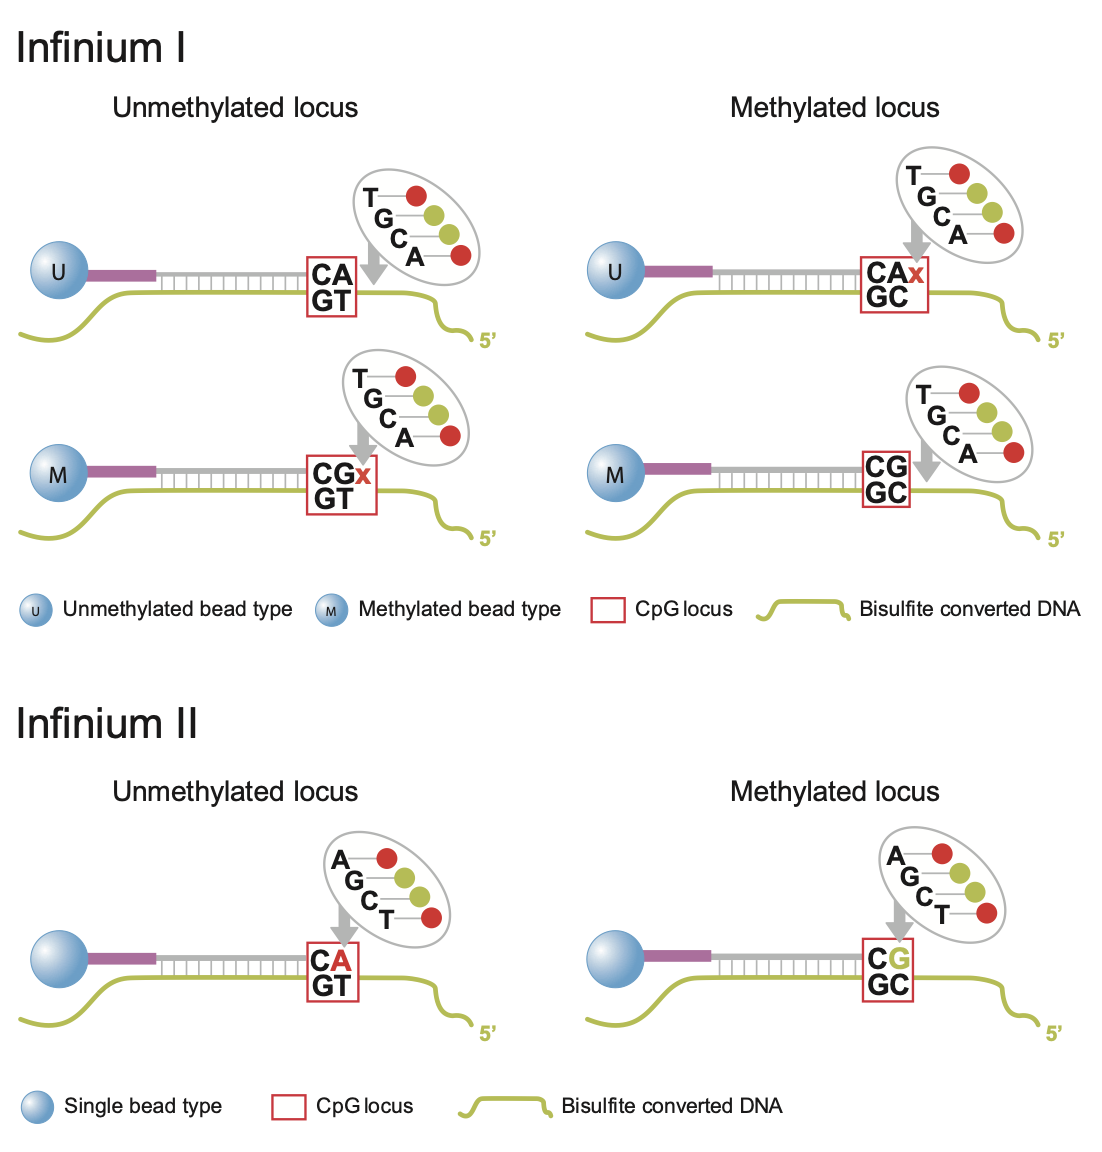 Infinium I
Unmethylated locus
Methylated locus
T
G
C
A
U
CA
GT
5’
T
G
C
A
U
CAx
GC
5’
T
G
C
A
M
CGx
GT
5’
T
G
C
A
M
CG
GC
5’
U Unmethylated bead type
M Methylated bead type
CpG locus
Bisulfite converted DNA
Infinium II
Unmethylated locus
Methylated locus
A
G
C
T
CA
GT
5’
A
G
C
T
CG
GC
5’
Single bead type
CpG locus
Bisulfite converted DNA